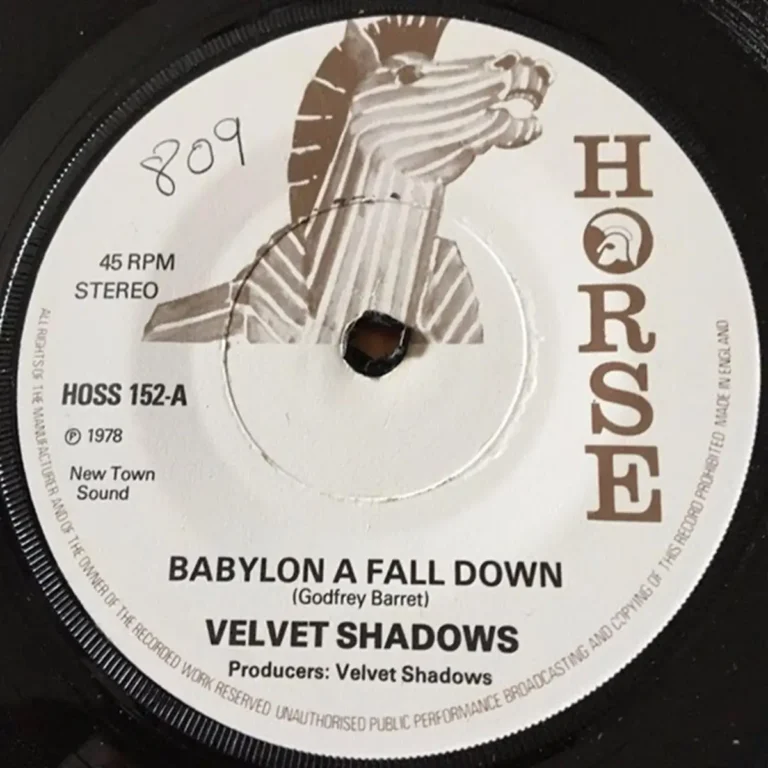 809
45 RPM
STEREO
HORSE
HOSS 152-A
℗ 1978
New Town
Sound
BABYLON A FALL DOWN
(Godfrey Barret)
VELVET SHADOWS
Producers: Velvet Shadows
ALL RIGHTS OF THE MANUFACTURER AND OF THE OWNER OF THE RECORDED WORK RESERVED UNAUTHORISED PUBLIC PERFORMANCE BROADCASTING AND COPYING OF THIS RECORD PROHIBITED MADE IN ENGLAND